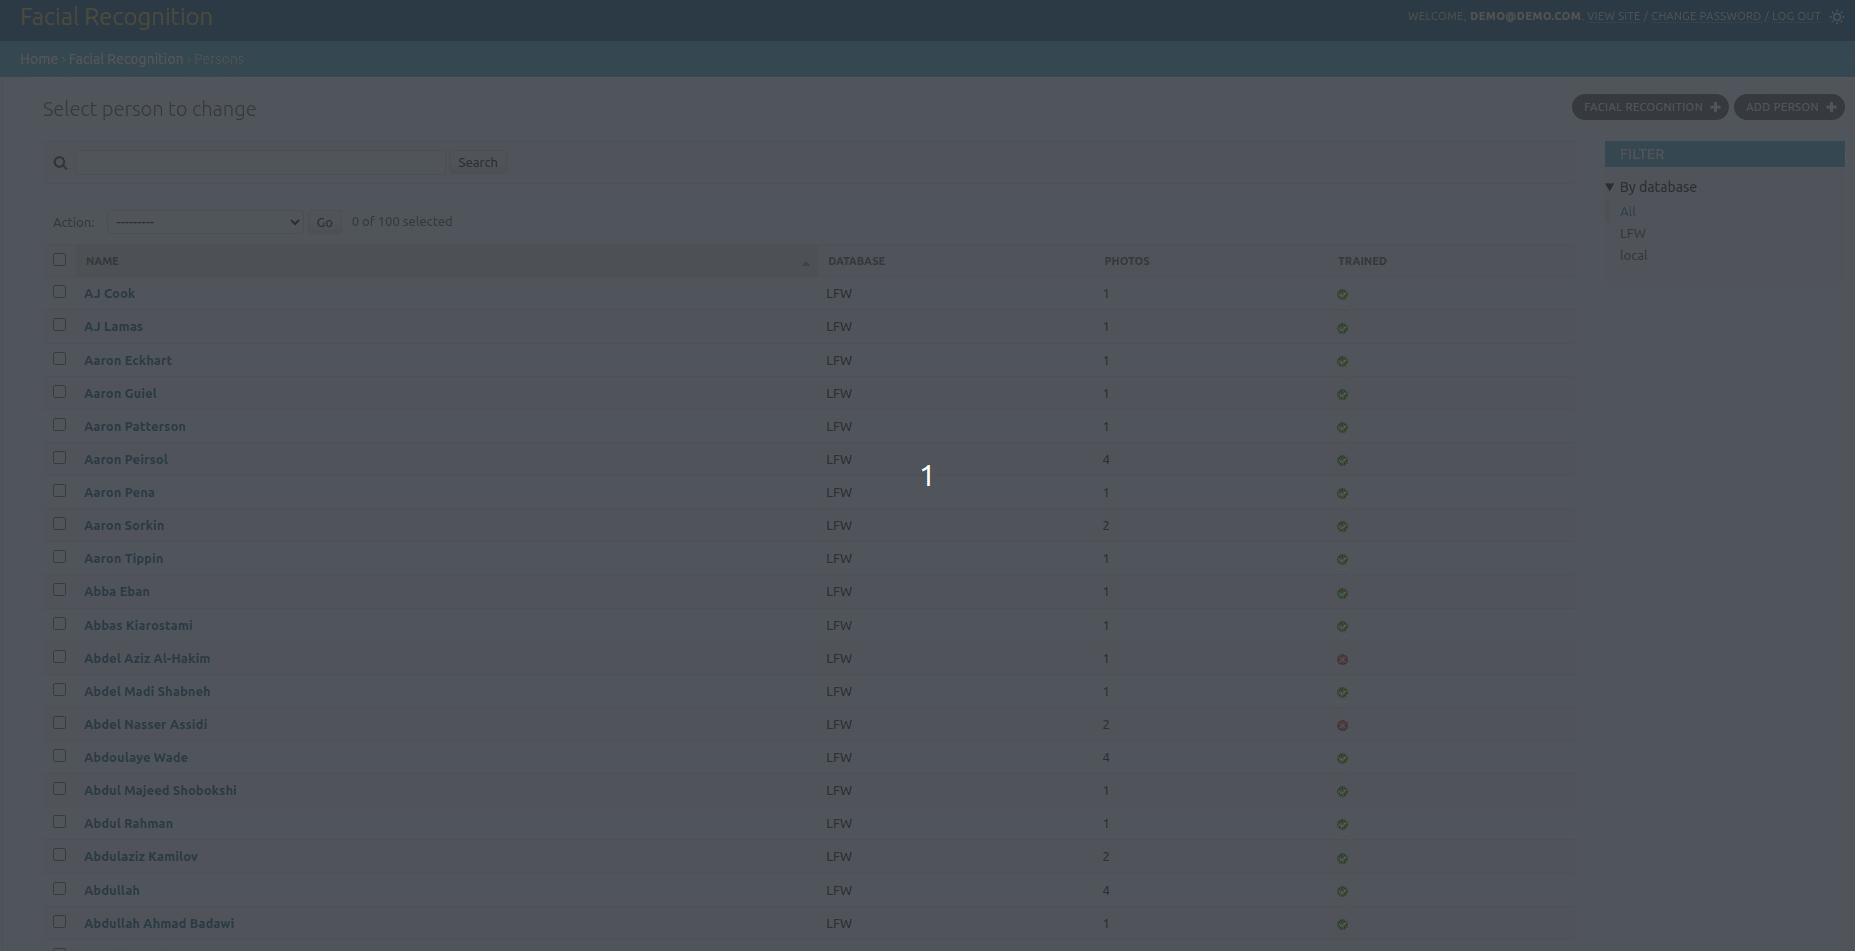 Facial Recognition
WELCOME, DEMO@DEMO.COM. VIEW SITE / CHANGE PASSWORD / LOG OUT
Home › Facial Recognition › Persons
Select person to change
FACIAL RECOGNITION +
ADD PERSON +
Search
FILTER
By database
All
LFW
local
Action: --------- Go 0 of 100 selected
NAME DATABASE PHOTOS TRAINED
AJ Cook LFW 1
AJ Lamas LFW 1
Aaron Eckhart LFW 1
Aaron Guiel LFW 1
Aaron Patterson LFW 1
Aaron Peirsol LFW 4
1
Aaron Pena LFW 1
Aaron Sorkin LFW 2
Aaron Tippin LFW 1
Abba Eban LFW 1
Abbas Kiarostami LFW 1
Abdel Aziz Al-Hakim LFW 1
Abdel Madi Shabneh LFW 1
Abdel Nasser Assidi LFW 2
Abdoulaye Wade LFW 4
Abdul Majeed Shobokshi LFW 1
Abdul Rahman LFW 1
Abdulaziz Kamilov LFW 2
Abdullah LFW 4
Abdullah Ahmad Badawi LFW 1